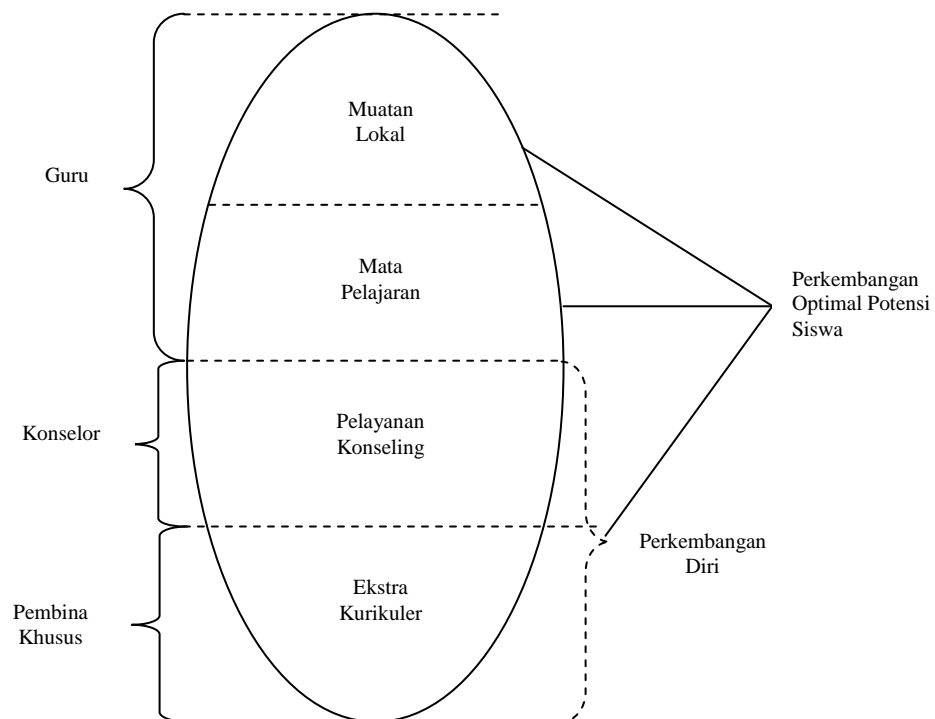 Muatan
Lokal
Guru
Mata
Pelajaran
Perkembangan
Optimal Potensi
Siswa
Konselor
Pelayanan
Konseling
Perkembangan
Diri
Ekstra
Kurikuler
Pembina
Khusus